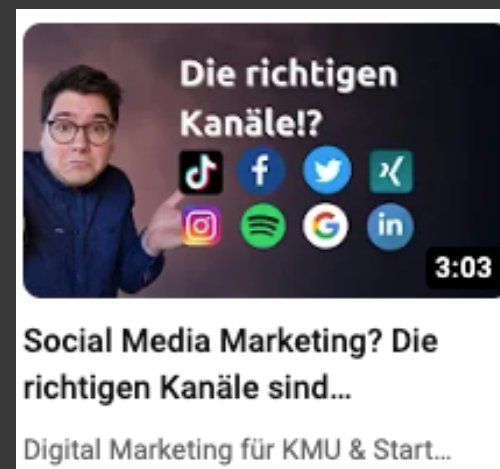 Die richtigen
Kanäle!?
3:03
Social Media Marketing? Die
richtigen Kanäle sind...
Digital Marketing für KMU & Start...